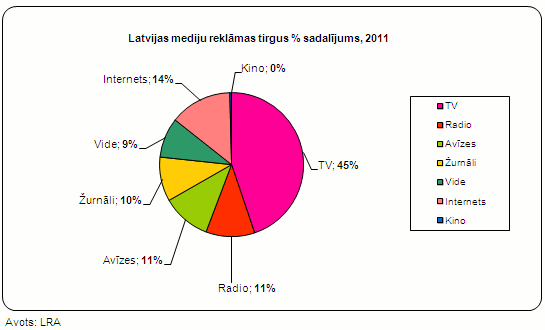 Latvijas mediju reklāmas tirgus % sadalījums, 2011
Kino; 0%
Internets; 14%
Vide; 9%
TV; 45%
Žurnāli; 10%
Avīzes; 11%
Radio; 11%
TV
Radio
Avīzes
Žurnāli
Vide
Internets
Kino
Avots: LRA